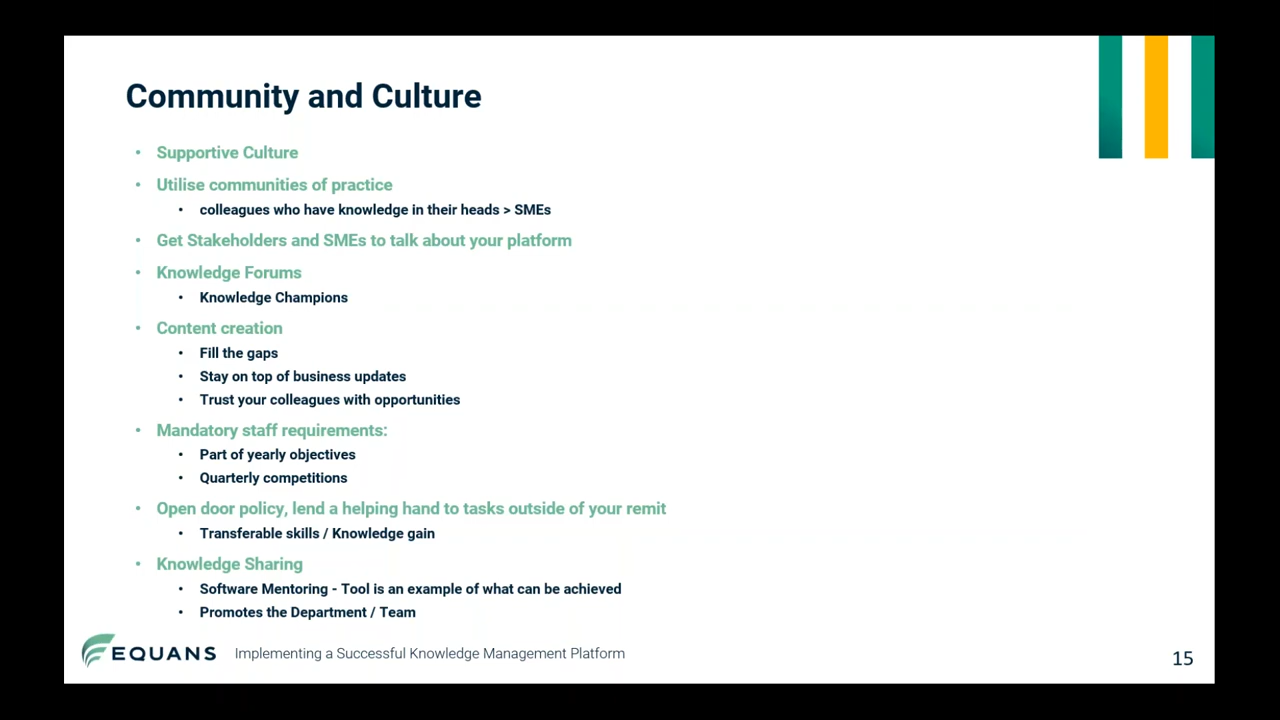 Community and Culture
• Supportive Culture
• Utilise communities of practice
• colleagues who have knowledge in their heads > SMEs
• Get Stakeholders and SMEs to talk about your platform
• Knowledge Forums
• Knowledge Champions
• Content creation
• Fill the gaps
• Stay on top of business updates
• Trust your colleagues with opportunities
• Mandatory staff requirements:
• Part of yearly objectives
• Quarterly competitions
• Open door policy, lend a helping hand to tasks outside of your remit
• Transferable skills / Knowledge gain
• Knowledge Sharing
• Software Mentoring - Tool is an example of what can be achieved
• Promotes the Department / Team
EQUANS Implementing a Successful Knowledge Management Platform 15